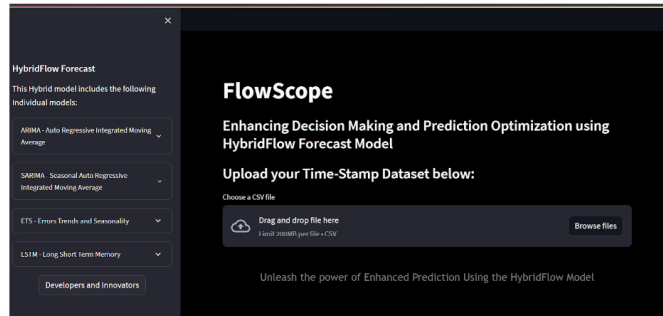 ×
HybridFlow Forecast
This Hybrid model includes the following
Individual models:
ARIMA - Auto Regressive Integrated Moving
Average
SARIMA - Seasonal Auto Regressive
Integrated Moving Average
ETS - Errors Trends and Seasonality
LSTM - Long Short Term Memory
Developers and Innovators
FlowScope
Enhancing Decision Making and Prediction Optimization using
HybridFlow Forecast Model
Upload your Time-Stamp Dataset below:
Choose a CSV file
Drag and drop file here
Limit 200MB per file • CSV
Browse files
Unleash the power of Enhanced Prediction Using the HybridFlow Model